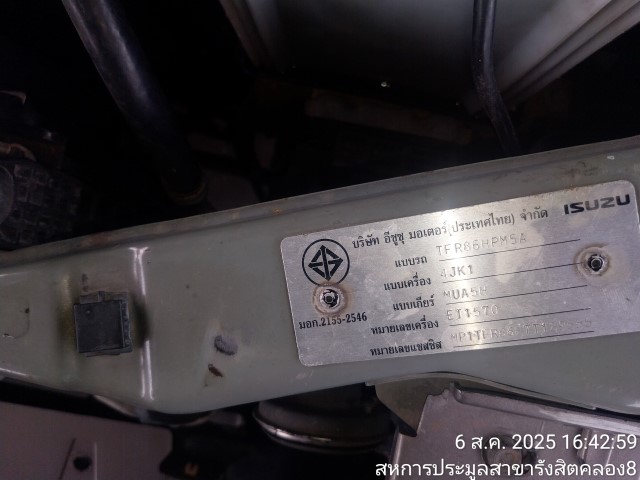 บริษัท อีซูซุ มอเตอร์(ประเทศไทย) จำกัด ISUZU
แบบรถ TFR86HPM5A
แบบเครื่อง 4JK1
แบบเกียร์ MUA5H
หมายเลขเครื่อง
หมายเลขแชสซิส
มอก.2155-2546
6 ส.ค. 2025 16:42:59
สหการประมูลสาขารังสิตคลอง8